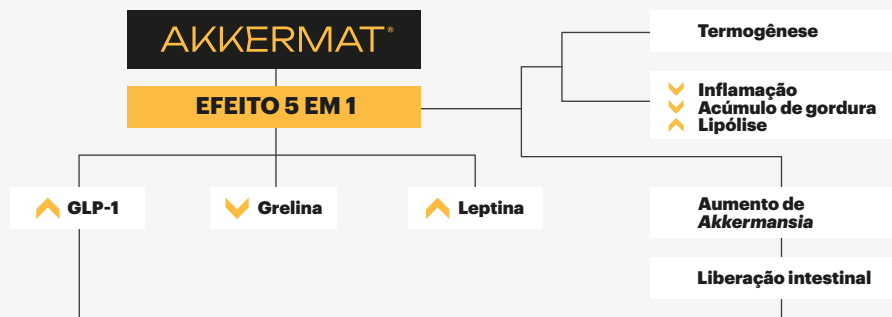 AKKERMAT®
EFEITO 5 EM 1
GLP-1
Grelina
Leptina
Termogênese
Inflamação
Acúmulo de gordura
Lipólise
Aumento de
Akkermansia
Liberação intestinal